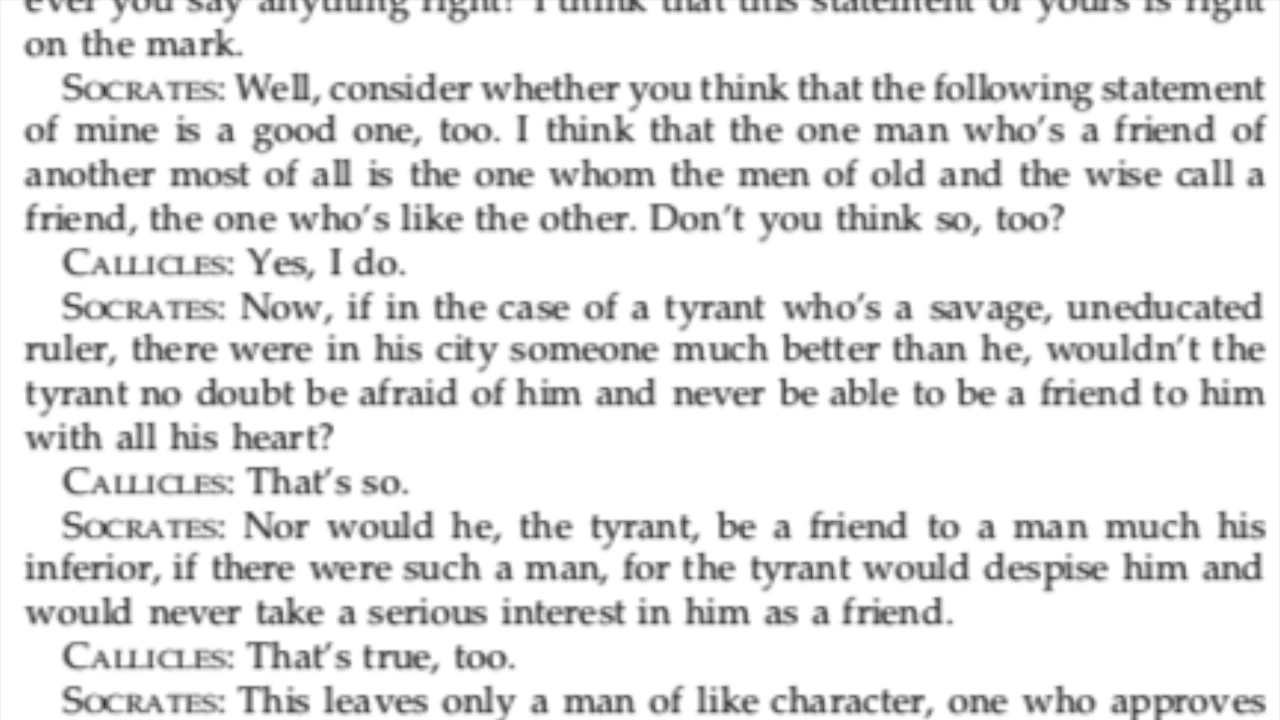 ever you say anything right! I think that this statement of yours is right
on the mark.
SOCRATES: Well, consider whether you think that the following statement
of mine is a good one, too. I think that the one man who's a friend of
another most of all is the one whom the men of old and the wise call a
friend, the one who's like the other. Don't you think so, too?
CALLICLES: Yes, I do.
SOCRATES: Now, if in the case of a tyrant who's a savage, uneducated
ruler, there were in his city someone much better than he, wouldn't the
tyrant no doubt be afraid of him and never be able to be a friend to him
with all his heart?
CALLICLES: That's so.
SOCRATES: Nor would he, the tyrant, be a friend to a man much his
inferior, if there were such a man, for the tyrant would despise him and
would never take a serious interest in him as a friend.
CALLICLES: That's true, too.
SOCRATES: This leaves only a man of like character, one who approves